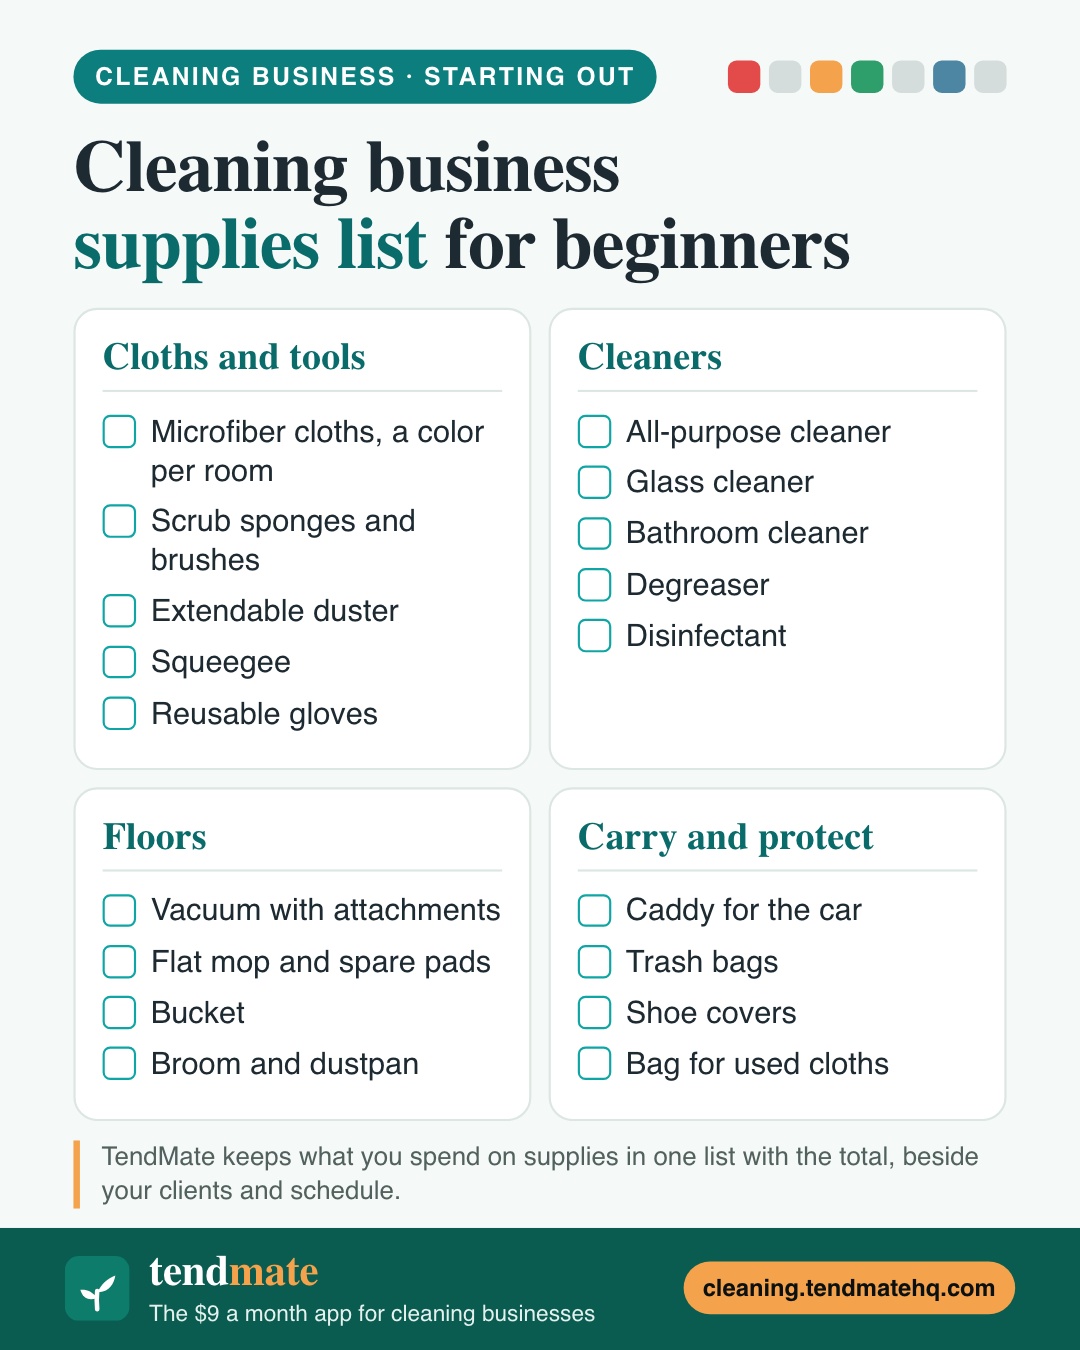 CLEANING BUSINESS · STARTING OUT
Cleaning business
supplies list for beginners
Cloths and tools
Microfiber cloths, a color
per room
Scrub sponges and
brushes
Extendable duster
Squeegee
Reusable gloves
Cleaners
All-purpose cleaner
Glass cleaner
Bathroom cleaner
Degreaser
Disinfectant
Floors
Vacuum with attachments
Flat mop and spare pads
Bucket
Broom and dustpan
Carry and protect
Caddy for the car
Trash bags
Shoe covers
Bag for used cloths
TendMate keeps what you spend on supplies in one list with the total, beside
your clients and schedule.
tendmate
The $9 a month app for cleaning businesses
cleaning.tendmatehq.com